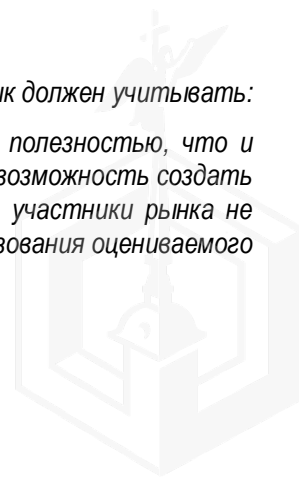 ик должен учитывать:
полезностью, что и
возможность создать
участники рынка не
зования оцениваемого